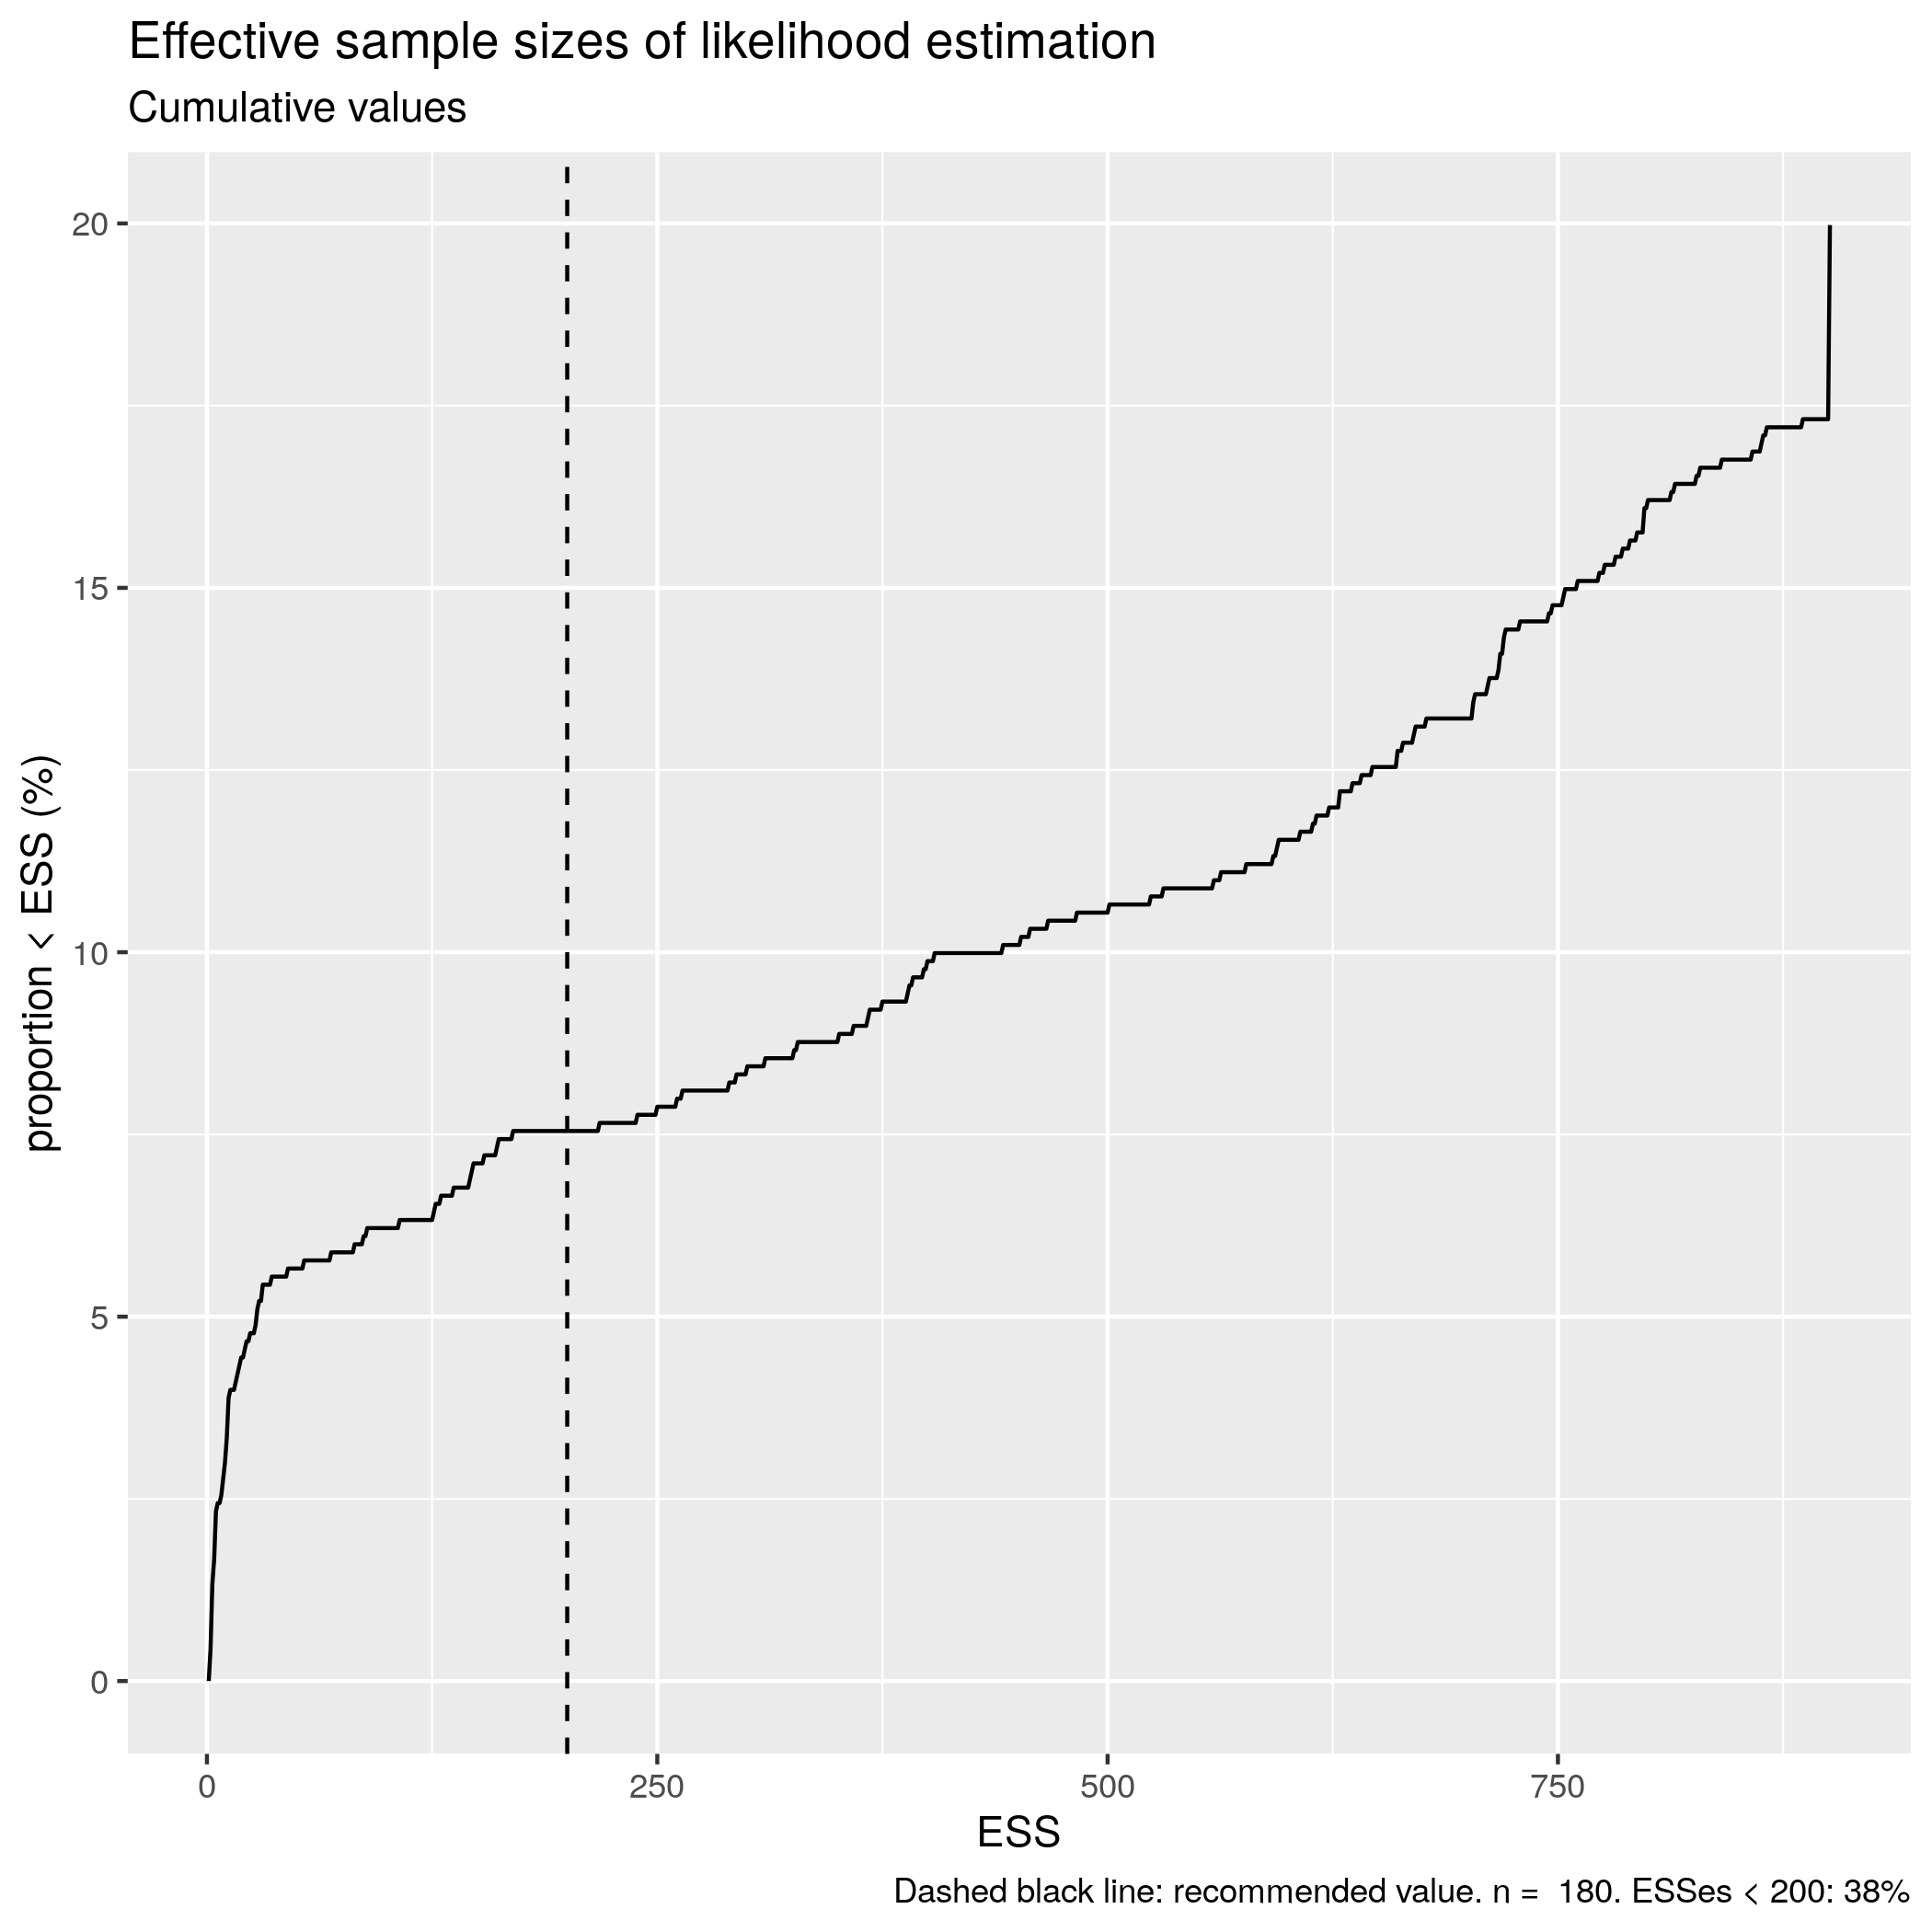 Effective sample sizes of likelihood estimation
Cumulative values
proportion < ESS (%)
20
15
10
5
0
0 250 500 750
ESS
Dashed black line: recommended value. n =  180. ESSes < 200: 38%